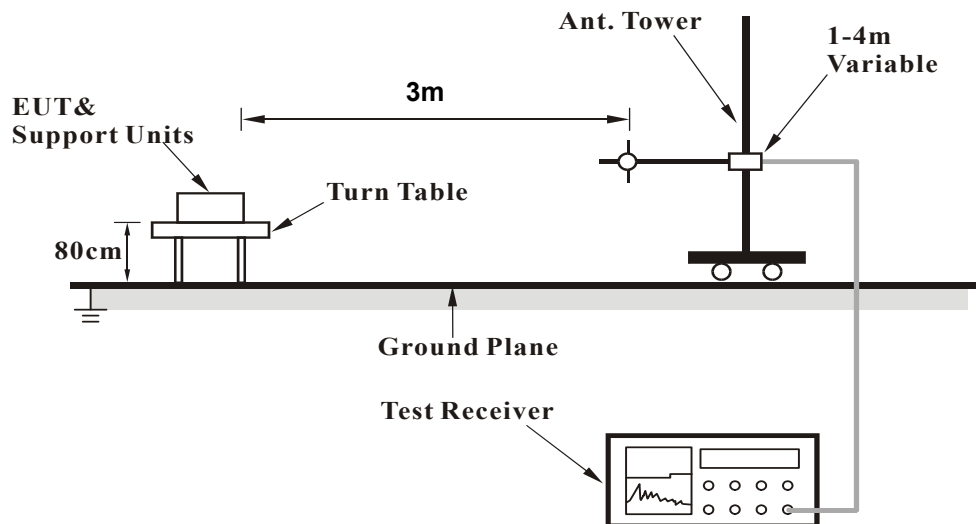 Ant. Tower
1-4m
Variable
3m
EUT&
Support Units
Turn Table
80cm
Ground Plane
Test Receiver